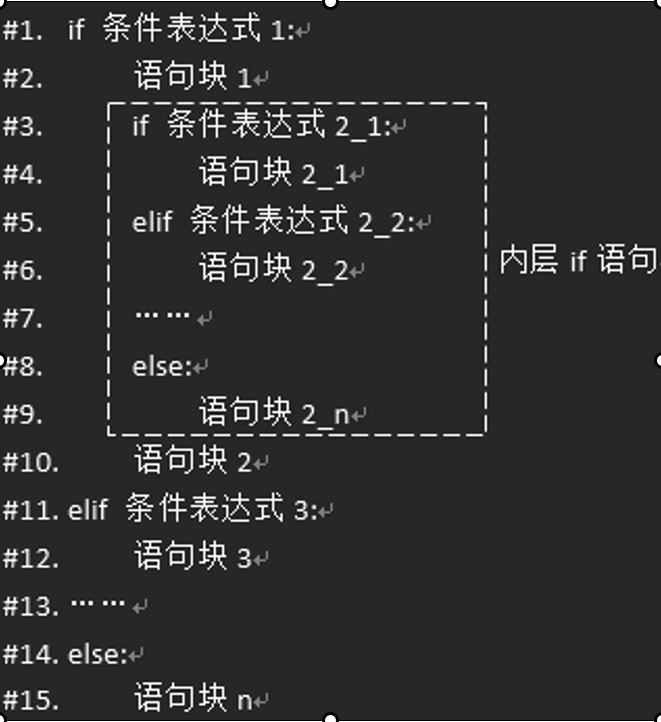 #1. if 条件表达式 1:↵
#2. 语句块 1↵
#3. if 条件表达式 2_1:↵
#4. 语句块 2_1↵
#5. elif 条件表达式 2_2:↵
#6. 语句块 2_2↵
内层 if 语句
#7. ……↵
#8. else:↵
#9. 语句块 2_n↵
#10. 语句块 2↵
#11. elif 条件表达式 3:↵
#12. 语句块 3↵
#13. ……↵
#14. else:↵
#15. 语句块 n↵